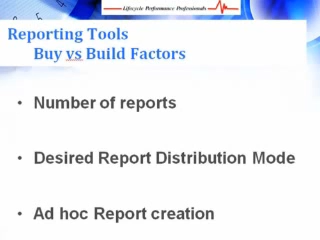 Lifecycle Performance Professionals
Reporting Tools
Buy vs Build Factors
• Number of reports
• Desired Report Distribution Mode
• Ad hoc Report creation